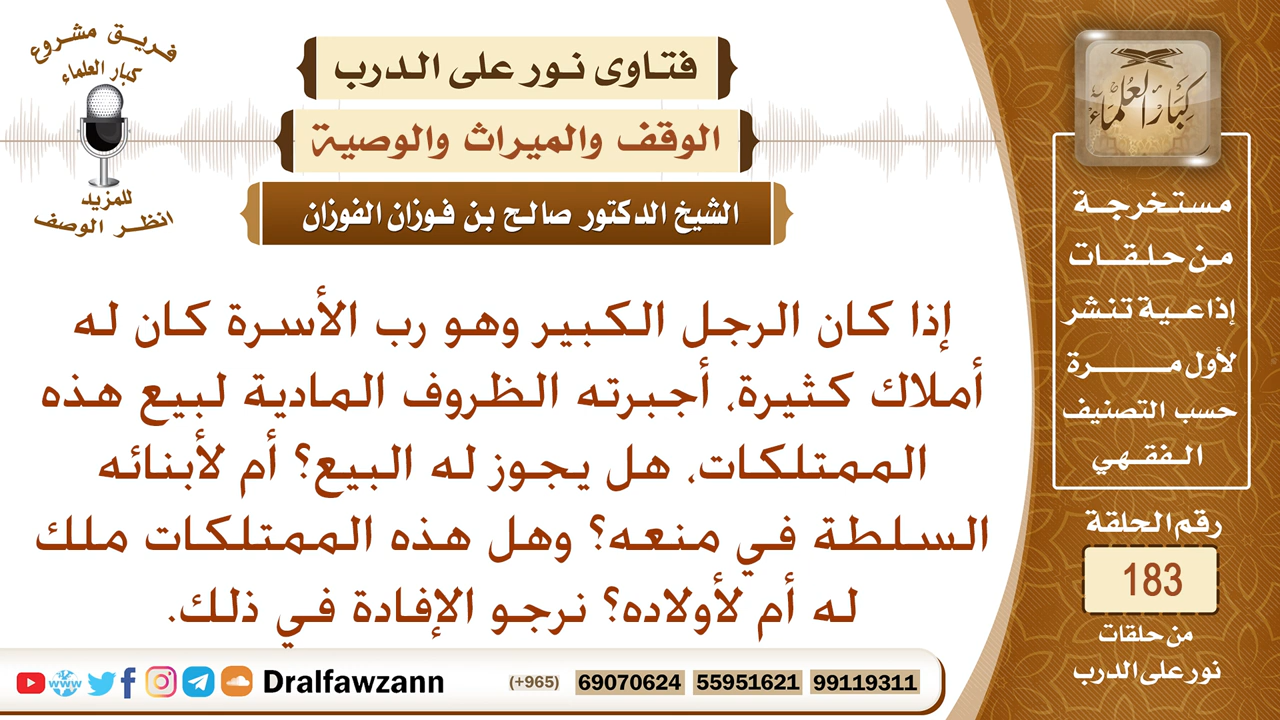 فريق مشروع
كبار العلماء
للمزيد
انظر الوصف
فتاوى نور على الدرب
الوقف والميراث والوصية
الشيخ الدكتور صالح بن فوزان الفوزان
إذا كان الرجل الكبير وهو رب الأسرة كان له
أملاك كثيرة، أجبرته الظروف المادية لبيع هذه
الممتلكات، هل يجوز له البيع؟ أم لأبنائه
السلطة في منعه؟ وهل هذه الممتلكات ملك
له أم لأولاده؟ نرجو الإفادة في ذلك.
كبار العلماء
مستخرجة
من حلقات
إذاعية تنشر
لأول مرة
حسب التصنيف
الفقهي
رقم الحلقة
183
من حلقات
نور على الدرب
www
Dralfawzann
(+965) 69070624 55951621 99119311